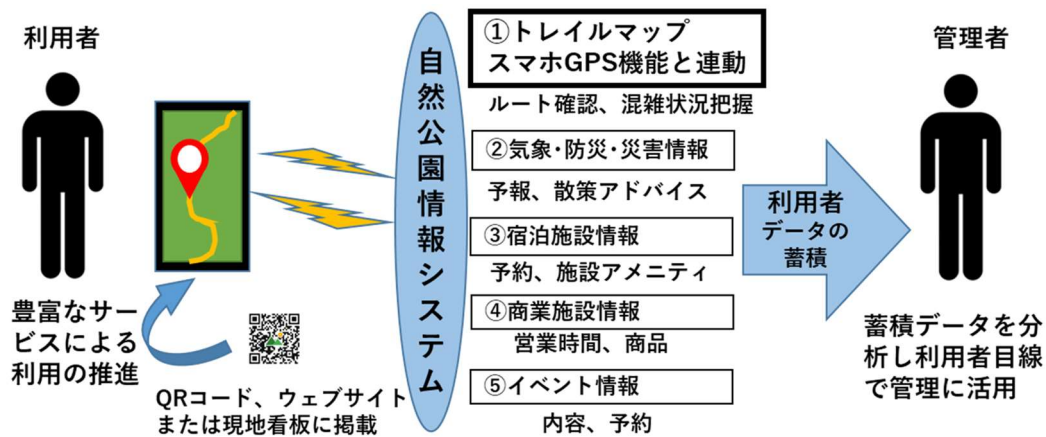 利用者
豊富なサー
ビスによる
利用の推進
QRコード、ウェブサイト
または現地看板に掲載
自然公園情報システム
①トレイルマップ
スマホGPS機能と連動
ルート確認、混雑状況把握
②気象・防災・災害情報
予報、散策アドバイス
③宿泊施設情報
予約、施設アメニティ
④商業施設情報
営業時間、商品
⑤イベント情報
内容、予約
利用者
データの
蓄積
管理者
蓄積データを分
析し利用者目線
で管理に活用